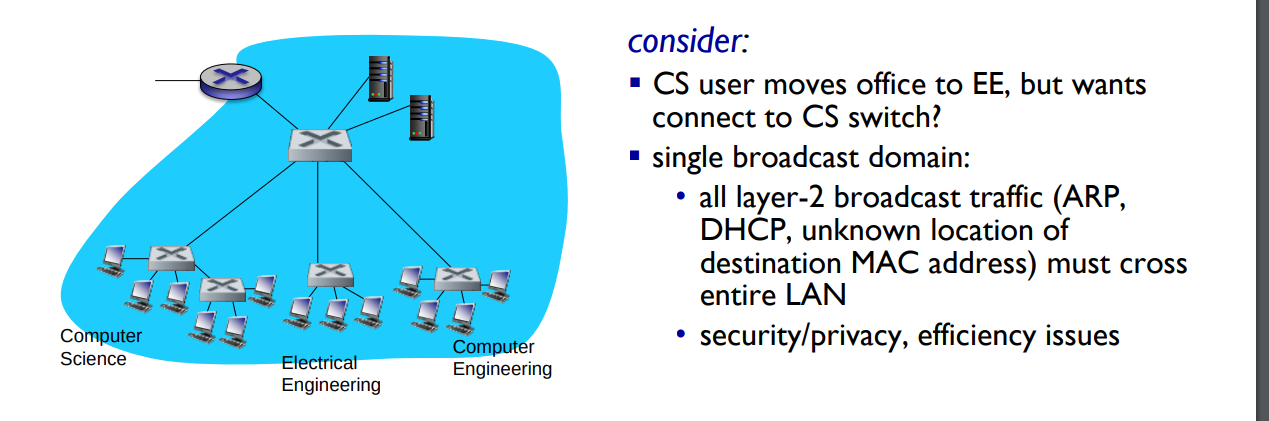 consider:
▪ CS user moves office to EE, but wants
connect to CS switch?
▪ single broadcast domain:
• all layer-2 broadcast traffic (ARP,
DHCP, unknown location of
destination MAC address) must cross
entire LAN
• security/privacy, efficiency issues
Computer
Science
Electrical
Engineering
Computer
Engineering